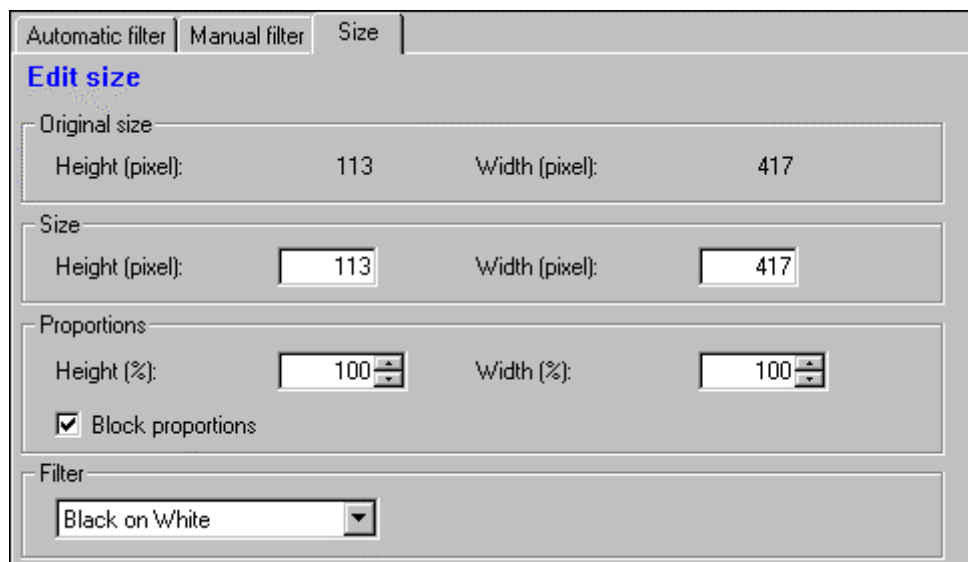 Automatic filter Manual filter Size
Edit size
Original size
Height (pixel): 113 Width (pixel): 417
Size
Height (pixel): 113 Width (pixel): 417
Proportions
Height (%): 100 Width (%): 100
Block proportions
Filter
Black on White